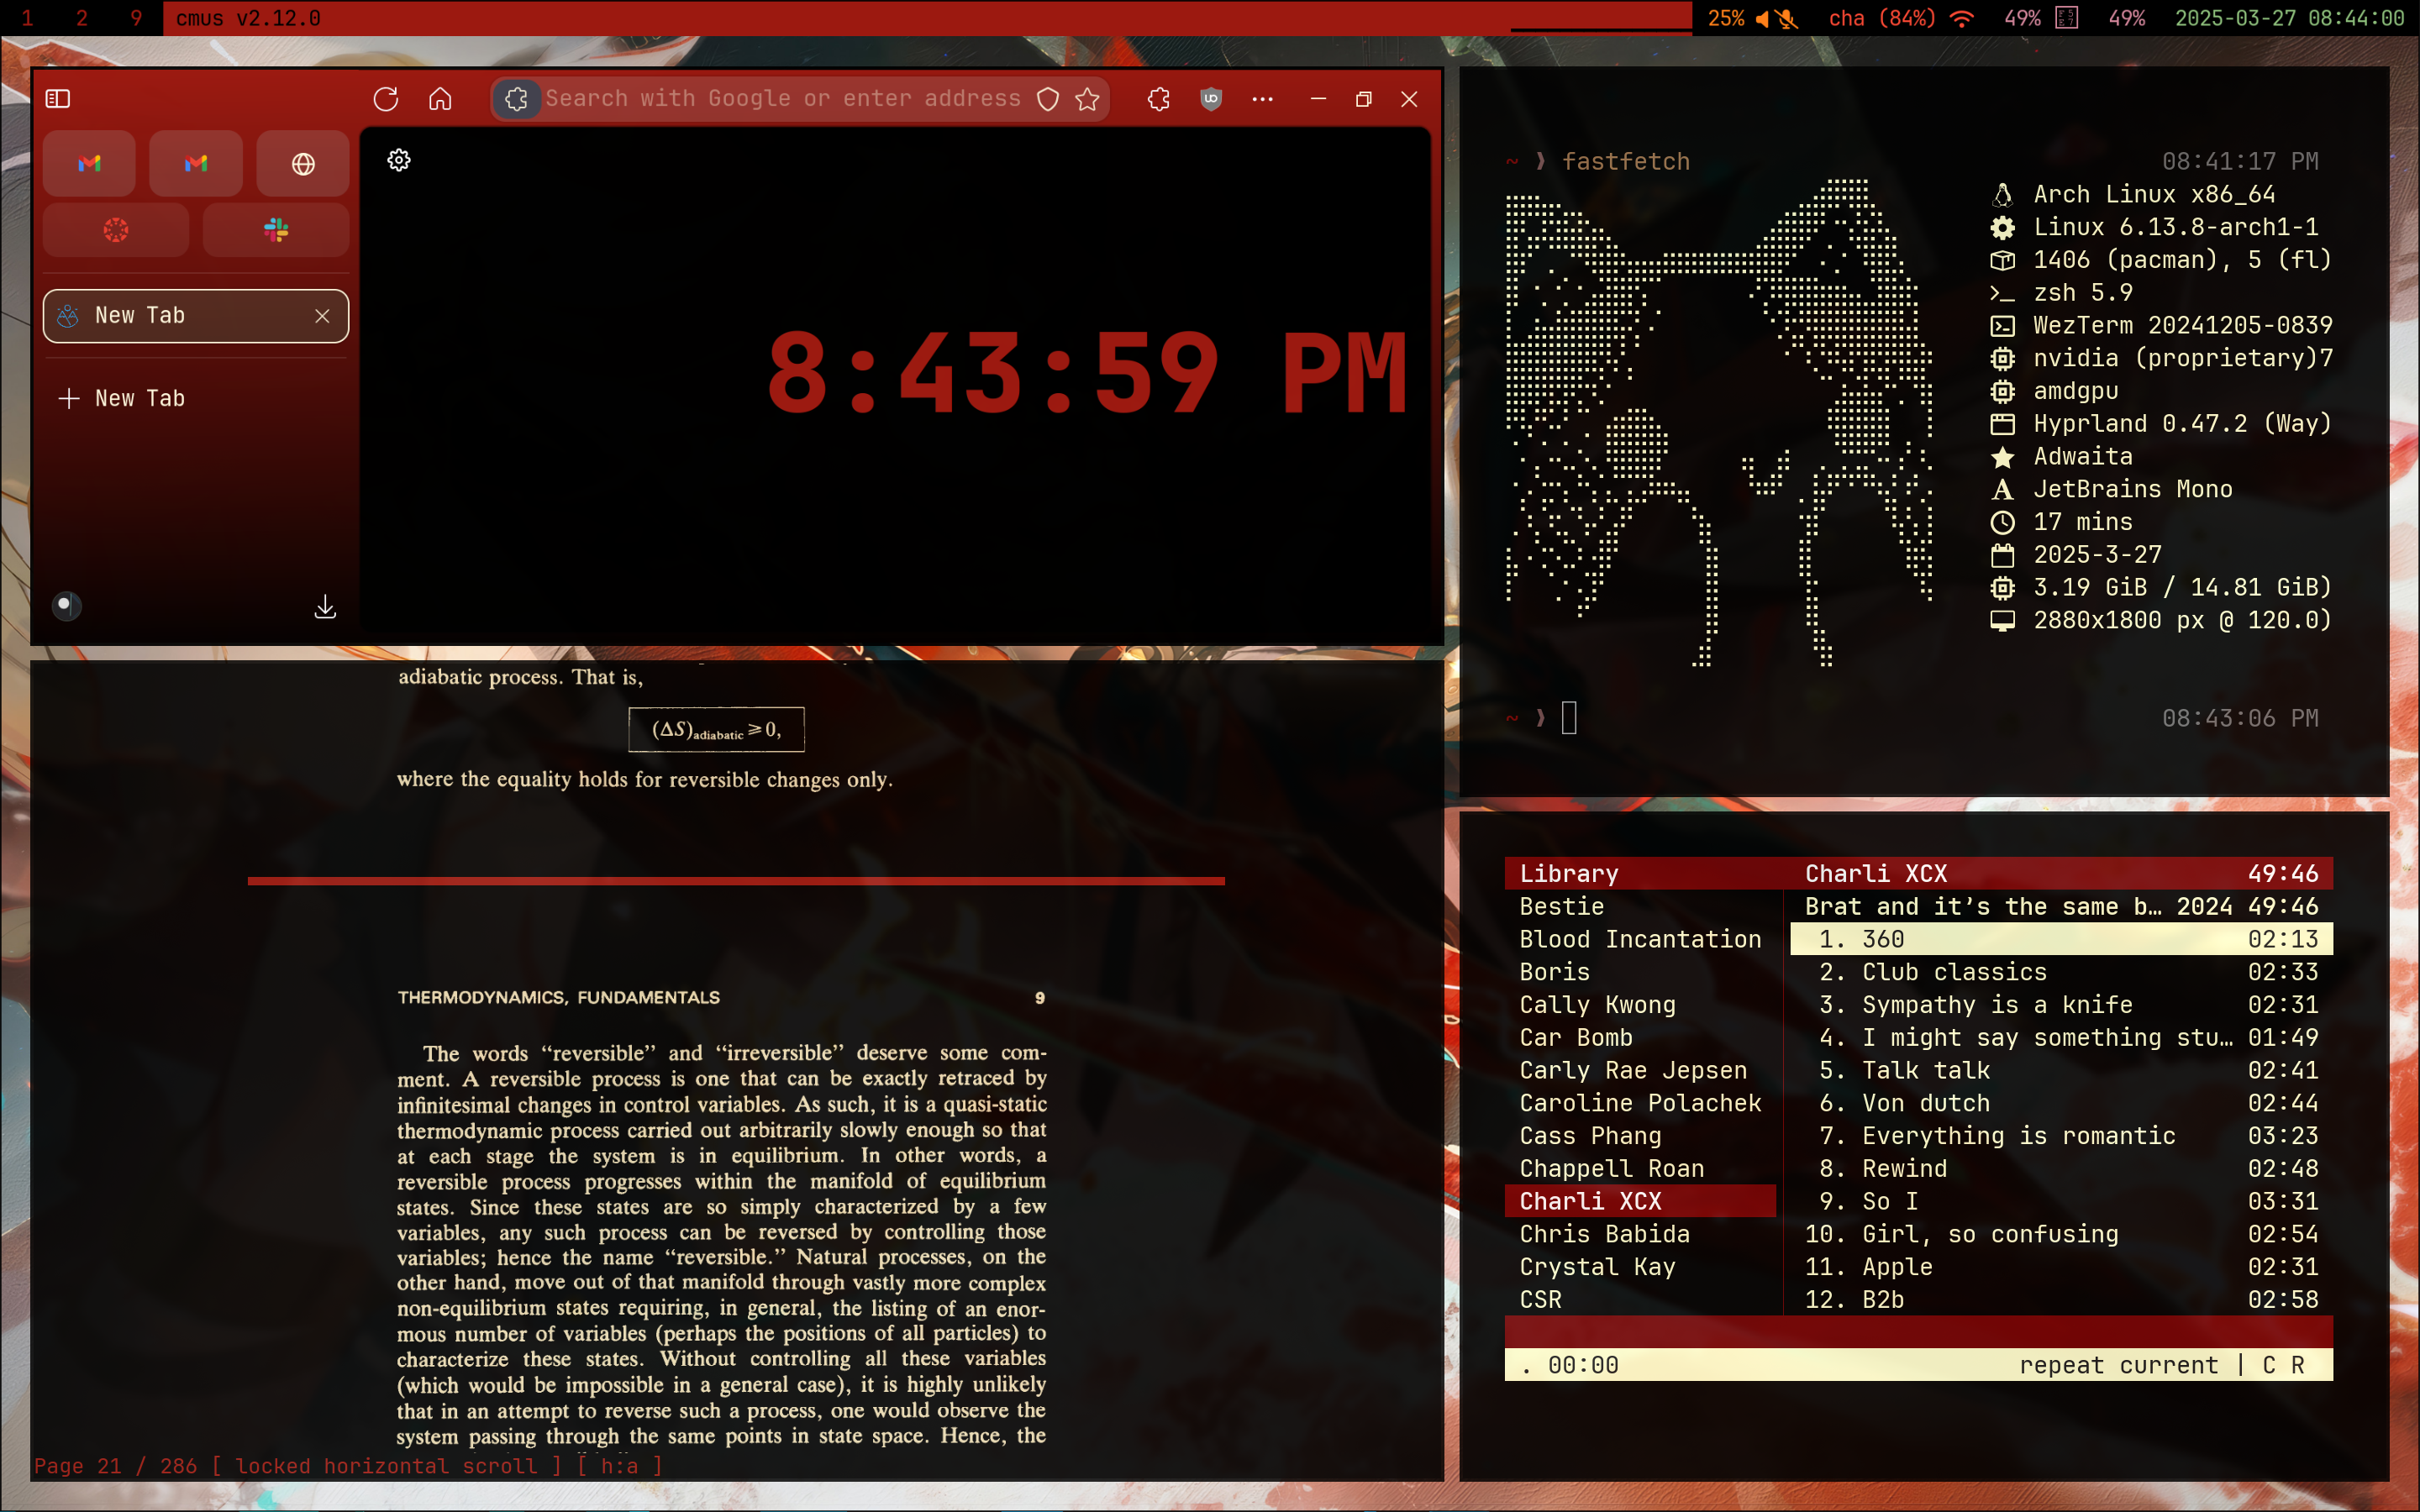 1 2 9 cmus v2.12.0 25% cha (84%) 49% 49% 2025-03-27 08:44:00
Search with Google or enter address
New Tab
New Tab
8:43:59 PM
adiabatic process. That is,
(ΔS)adiabatic ⩾ 0,
where the equality holds for reversible changes only.
THERMODYNAMICS, FUNDAMENTALS 9
The words “reversible” and “irreversible” deserve some com-
ment. A reversible process is one that can be exactly retraced by
infinitesimal changes in control variables. As such, it is a quasi-static
thermodynamic process carried out arbitrarily slowly enough so that
at each stage the system is in equilibrium. In other words, a
reversible process progresses within the manifold of equilibrium
states. Since these states are so simply characterized by a few
variables, any such process can be reversed by controlling those
variables; hence the name “reversible.” Natural processes, on the
other hand, move out of that manifold through vastly more complex
non-equilibrium states requiring, in general, the listing of an enor-
mous number of variables (perhaps the positions of all particles) to
characterize these states. Without controlling all these variables
(which would be impossible in a general case), it is highly unlikely
that in an attempt to reverse such a process, one would observe the
system passing through the same points in state space. Hence, the
Page 21 / 286 [ locked horizontal scroll ] [ h:a ]
~ ❫ fastfetch 08:41:17 PM
Arch Linux x86_64
Linux 6.13.8-arch1-1
1406 (pacman), 5 (fl)
zsh 5.9
WezTerm 20241205-0839
nvidia (proprietary)7
amdgpu
Hyprland 0.47.2 (Way)
Adwaita
JetBrains Mono
17 mins
2025-3-27
3.19 GiB / 14.81 GiB)
2880x1800 px @ 120.0)
~ ❫ 08:43:06 PM
Library Charli XCX 49:46
Bestie Brat and it’s the same b… 2024 49:46
Blood Incantation 1. 360 02:13
Boris 2. Club classics 02:33
Cally Kwong 3. Sympathy is a knife 02:31
Car Bomb 4. I might say something stu… 01:49
Carly Rae Jepsen 5. Talk talk 02:41
Caroline Polachek 6. Von dutch 02:44
Cass Phang 7. Everything is romantic 03:23
Chappell Roan 8. Rewind 02:48
Charli XCX 9. So I 03:31
Chris Babida 10. Girl, so confusing 02:54
Crystal Kay 11. Apple 02:31
CSR 12. B2b 02:58
. 00:00 repeat current | C R